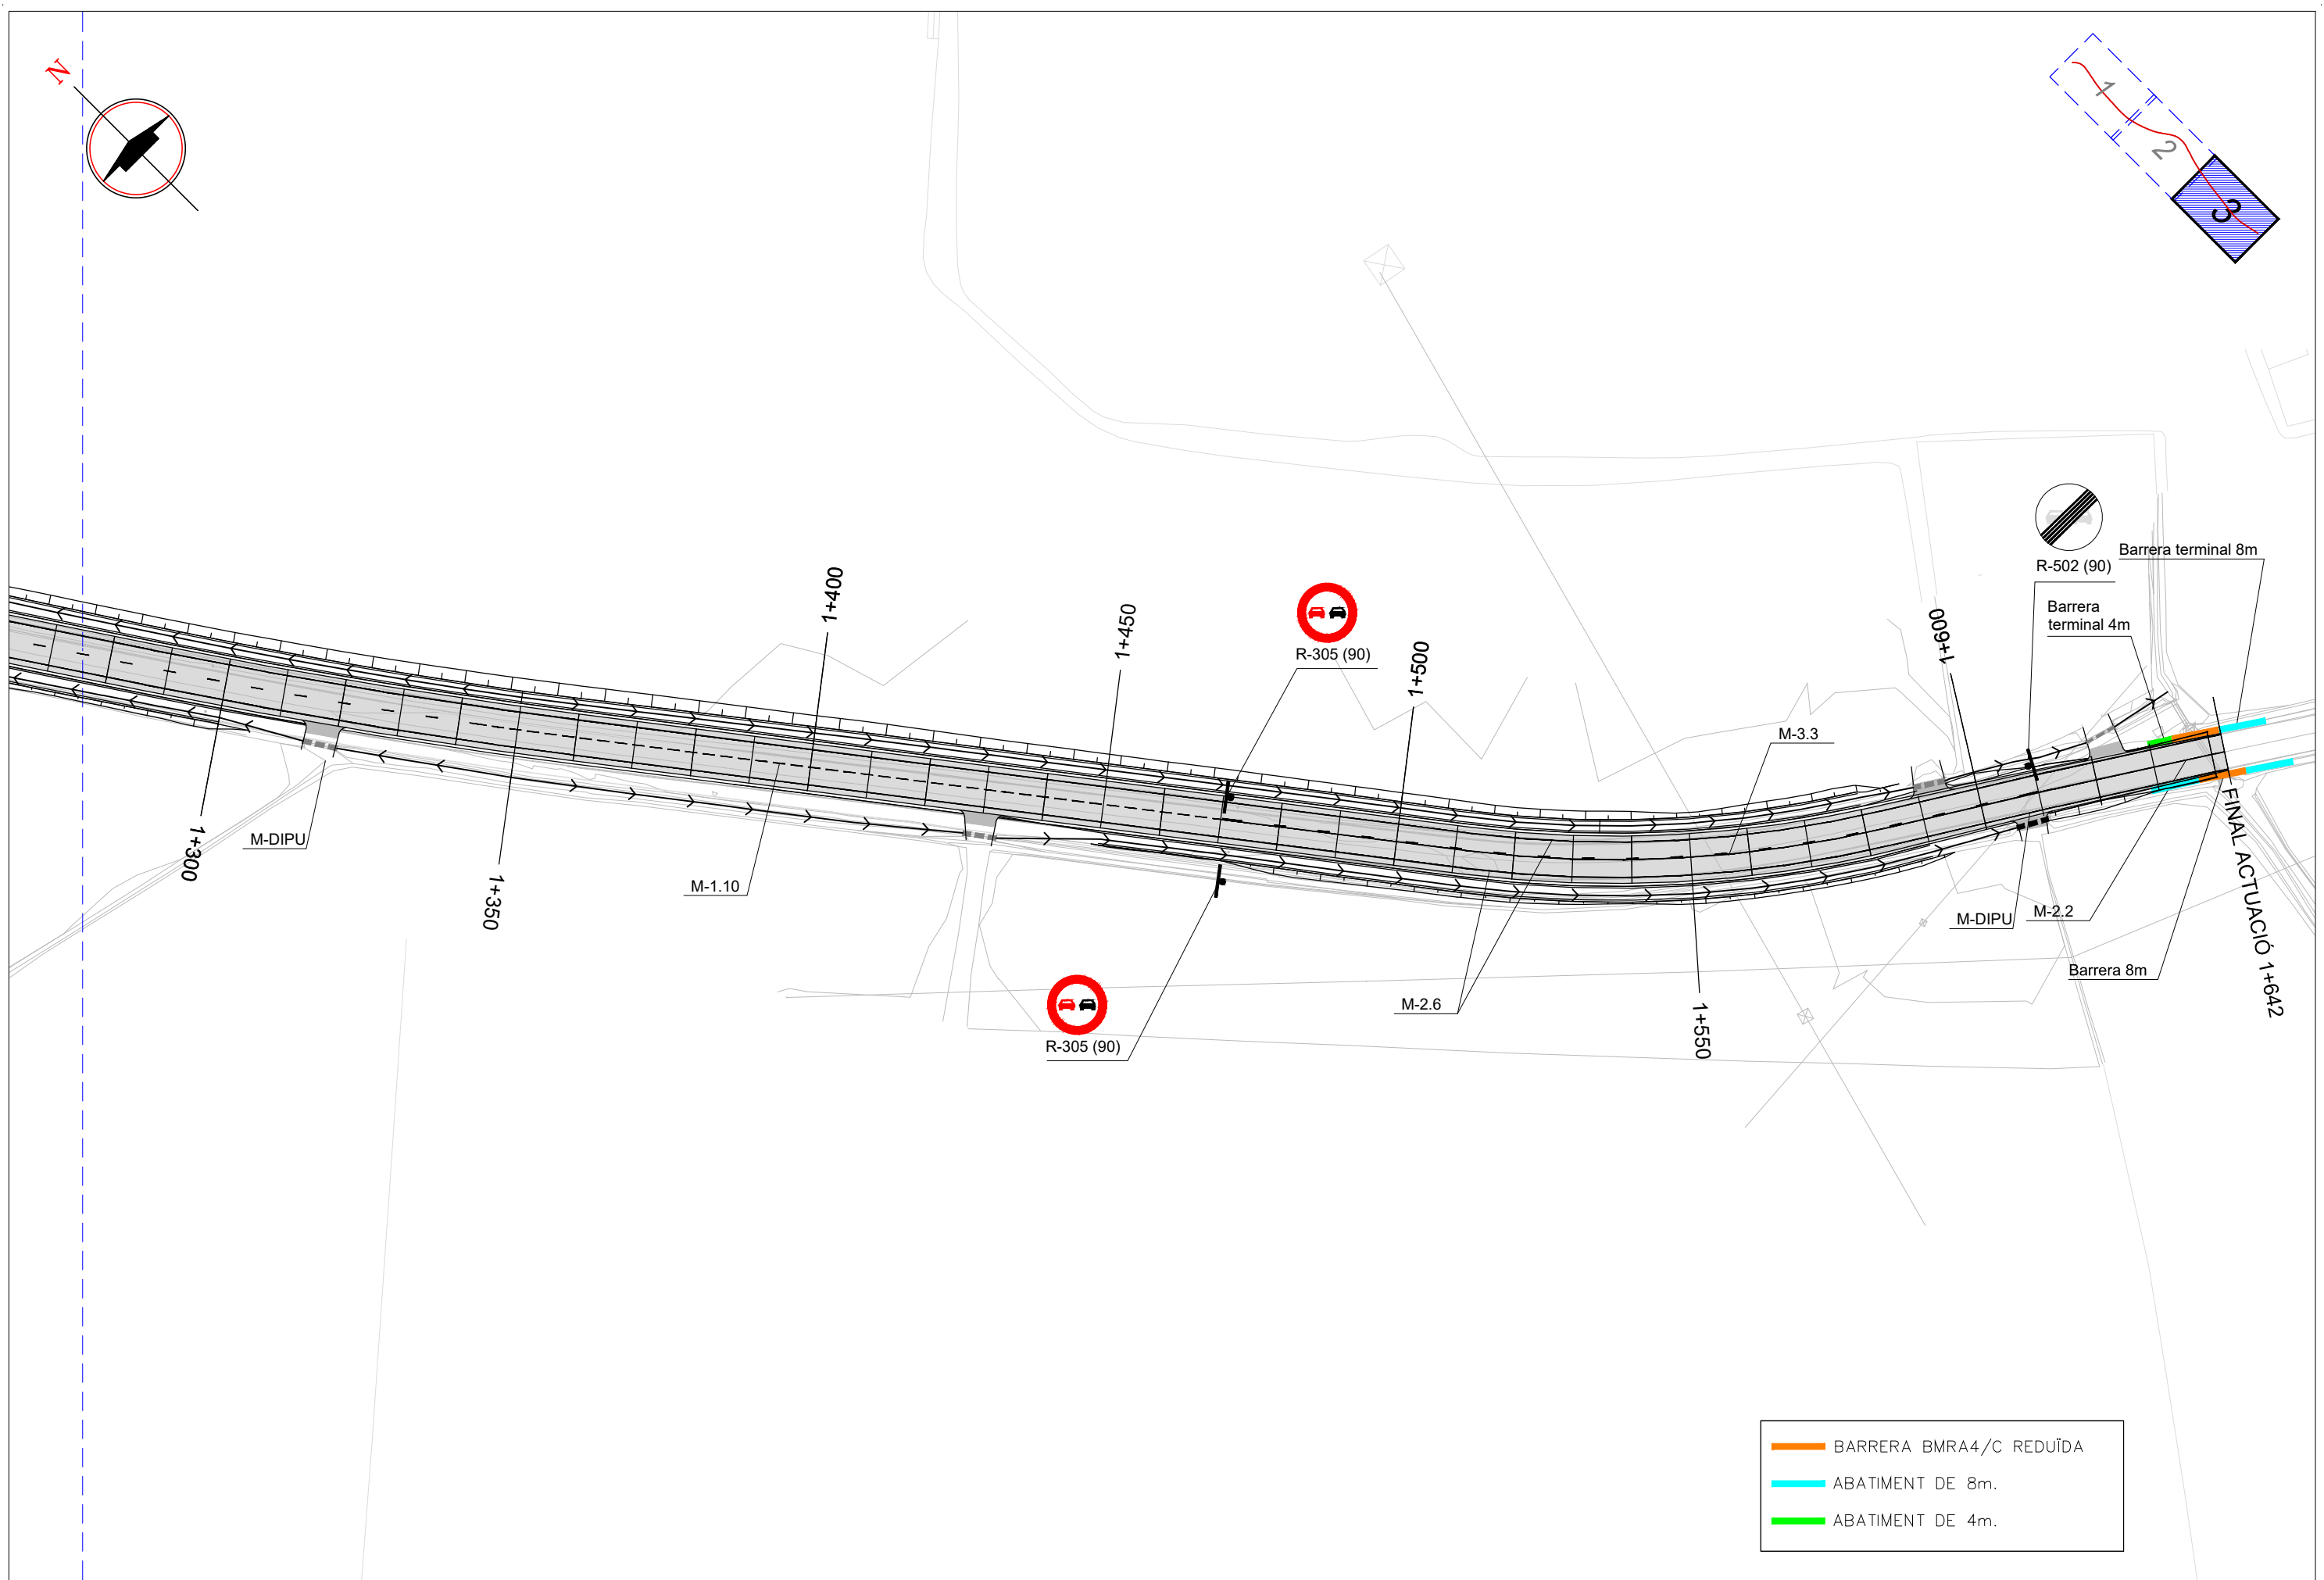 N
1
2
3
R-502 (90)
Barrera terminal 8m
Barrera
terminal 4m
1+400
1+450
R-305 (90)
1+500
1+600
M-3.3
1+300
M-DIPU
1+350
M-1.10
M-DIPU
M-2.2
Barrera 8m
FINAL ACTUACIÓ 1+642
M-2.6
1+550
R-305 (90)
BARRERA BMRA4/C REDUÏDA
ABATIMENT DE 8m.
ABATIMENT DE 4m.